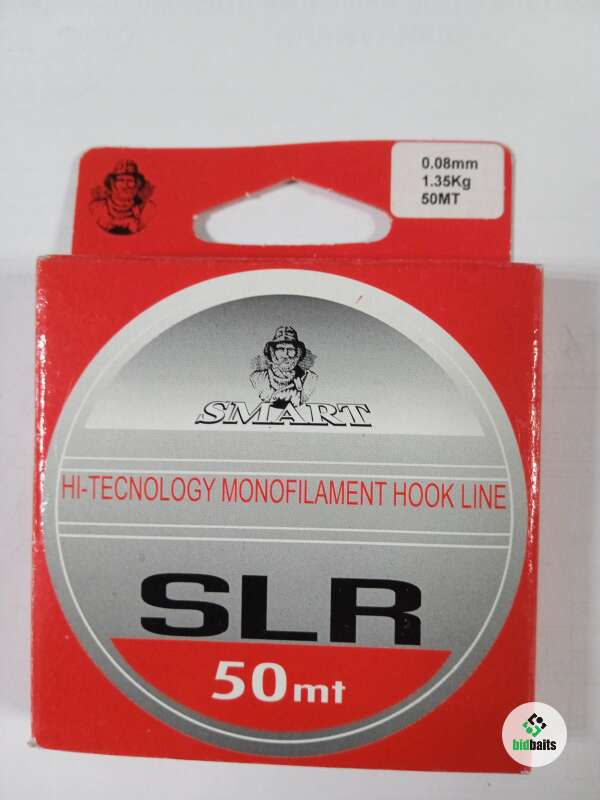 0.08mm
1.35Kg
50MT
SMART
HI-TECNOLOGY MONOFILAMENT HOOK LINE
SLR
50mt
bidbaits